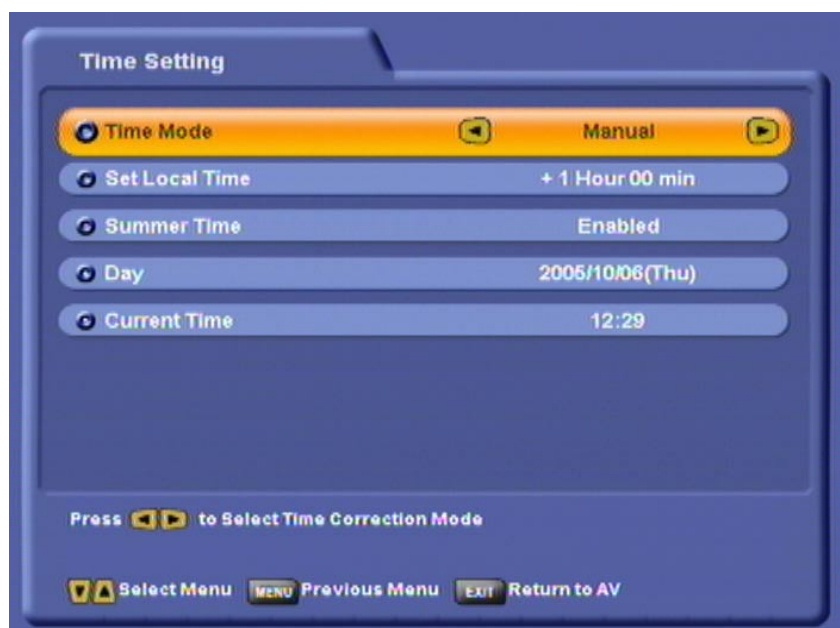 Time Setting
Time Mode Manual
Set Local Time + 1 Hour 00 min
Summer Time Enabled
Day 2005/10/06(Thu)
Current Time 12:29
Press to Select Time Correction Mode
Select Menu MENU Previous Menu EXIT Return to AV